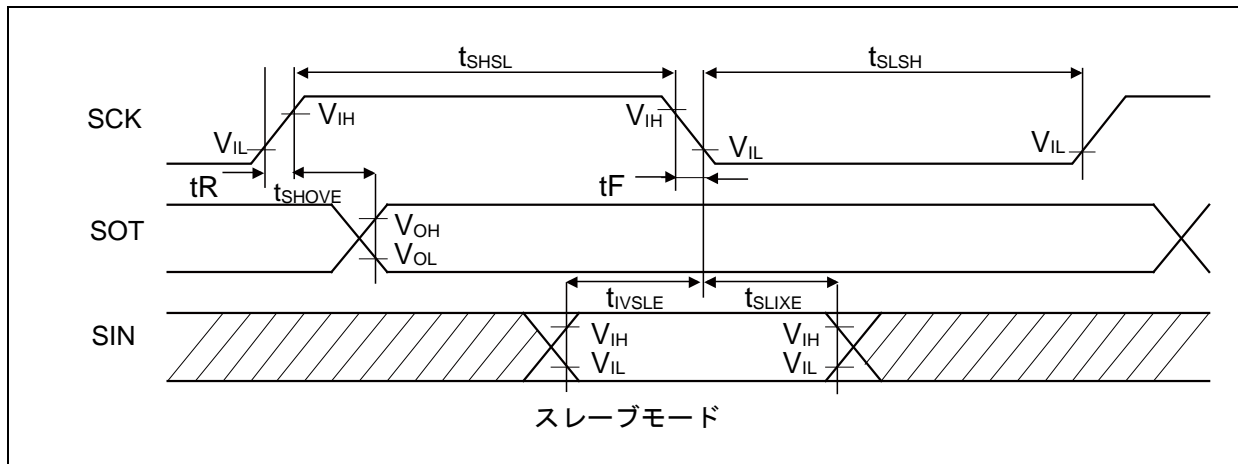 tSHSL
tSLSH
SCK
VIH
VIH
VIL
VIL
VIL
tR
tSHOVE
tF
SOT
VOH
VOL
tIVSLE
tSLIXE
SIN
VIH
VIH
VIL
VIL
スレーブモード